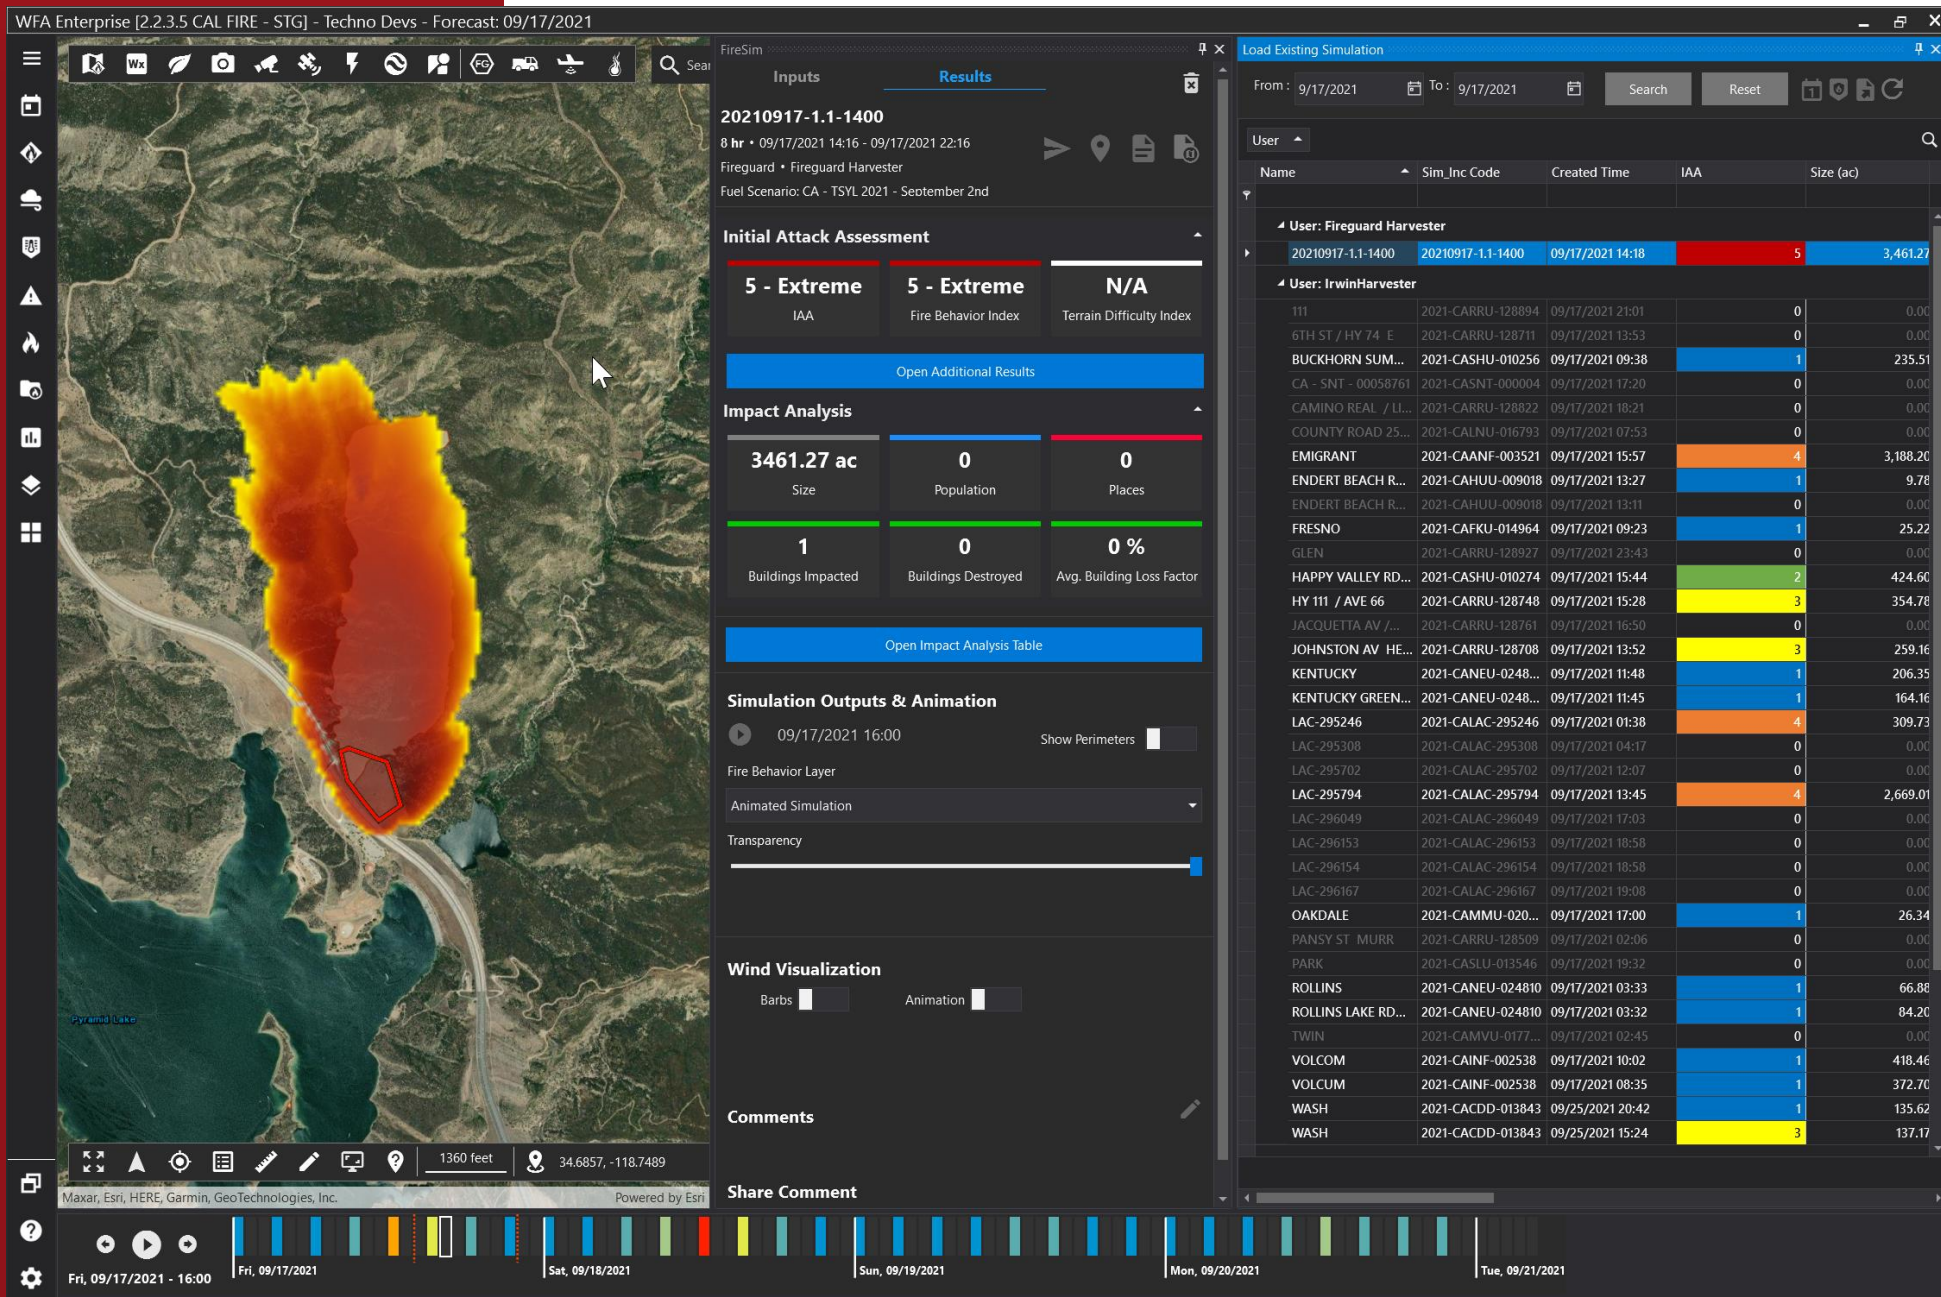 WFA Enterprise [2.2.3.5 CAL FIRE - STG] - Techno Devs - Forecast: 09/17/2021
Wx
FG
Pyramid Lake
1360 feet
34.6857, -118.7489
Maxar, Esri, HERE, Garmin, GeoTechnologies, Inc.
Powered by Esri
FireSim
Inputs
Results
20210917-1.1-1400
8 hr • 09/17/2021 14:16 - 09/17/2021 22:16
Fireguard • Fireguard Harvester
Fuel Scenario: CA - TSYL 2021 - September 2nd
Initial Attack Assessment
5 - Extreme 5 - Extreme N/A
IAA Fire Behavior Index Terrain Difficulty Index
Open Additional Results
Impact Analysis
3461.27 ac 0 0
Size Population Places
1 0 0 %
Buildings Impacted Buildings Destroyed Avg. Building Loss Factor
Open Impact Analysis Table
Simulation Outputs & Animation
09/17/2021 16:00 Show Perimeters
Fire Behavior Layer
Animated Simulation
Transparency
Wind Visualization
Barbs Animation
Comments
Share Comment
Load Existing Simulation
From : 9/17/2021 To : 9/17/2021 Search Reset
User
Name Sim_Inc Code Created Time IAA Size (ac)
User: Fireguard Harvester
20210917-1.1-1400 20210917-1.1-1400 09/17/2021 14:18 5 3,461.27
User: IrwinHarvester
111 2021-CARRU-128894 09/17/2021 21:01 0 0.00
6TH ST / HY 74 E 2021-CARRU-128711 09/17/2021 13:53 0 0.00
BUCKHORN SUM... 2021-CASHU-010256 09/17/2021 09:38 1 235.51
CA - SNT - 00058761 2021-CASNT-000004 09/17/2021 17:20 0 0.00
CAMINO REAL / LI... 2021-CARRU-128822 09/17/2021 18:21 0 0.00
COUNTY ROAD 25... 2021-CALNU-016793 09/17/2021 07:53 0 0.00
EMIGRANT 2021-CAANF-003521 09/17/2021 15:57 4 3,188.20
ENDERT BEACH R... 2021-CAHUU-009018 09/17/2021 13:27 1 9.78
ENDERT BEACH R... 2021-CAHUU-009018 09/17/2021 13:11 0 0.00
FRESNO 2021-CAFKU-014964 09/17/2021 09:23 1 25.22
GLEN 2021-CARRU-128927 09/17/2021 23:43 0 0.00
HAPPY VALLEY RD... 2021-CASHU-010274 09/17/2021 15:44 2 424.60
HY 111 / AVE 66 2021-CARRU-128748 09/17/2021 15:28 3 354.78
JACQUETTA AV /... 2021-CARRU-128761 09/17/2021 16:50 0 0.00
JOHNSTON AV HE... 2021-CARRU-128708 09/17/2021 13:52 3 259.16
KENTUCKY 2021-CANEU-0248... 09/17/2021 11:48 1 206.35
KENTUCKY GREEN... 2021-CANEU-0248... 09/17/2021 11:45 1 164.16
LAC-295246 2021-CALAC-295246 09/17/2021 01:38 4 309.73
LAC-295308 2021-CALAC-295308 09/17/2021 04:17 0 0.00
LAC-295702 2021-CALAC-295702 09/17/2021 12:07 0 0.00
LAC-295794 2021-CALAC-295794 09/17/2021 13:45 4 2,669.01
LAC-296049 2021-CALAC-296049 09/17/2021 17:03 0 0.00
LAC-296153 2021-CALAC-296153 09/17/2021 18:58 0 0.00
LAC-296154 2021-CALAC-296154 09/17/2021 18:58 0 0.00
LAC-296167 2021-CALAC-296167 09/17/2021 19:08 0 0.00
OAKDALE 2021-CAMMU-020... 09/17/2021 17:00 1 26.34
PANSY ST MURR 2021-CARRU-128509 09/17/2021 02:06 0 0.00
PARK 2021-CASLU-013546 09/17/2021 19:32 0 0.00
ROLLINS 2021-CANEU-024810 09/17/2021 03:33 1 66.88
ROLLINS LAKE RD... 2021-CANEU-024810 09/17/2021 03:32 1 84.20
TWIN 2021-CAMVU-0177... 09/17/2021 02:45 0 0.00
VOLCOM 2021-CAINF-002538 09/17/2021 10:02 1 418.46
VOLCUM 2021-CAINF-002538 09/17/2021 08:35 1 372.70
WASH 2021-CACDD-013843 09/25/2021 20:42 1 135.62
WASH 2021-CACDD-013843 09/25/2021 15:24 3 137.17
Fri, 09/17/2021 - 16:00
Fri, 09/17/2021 Sat, 09/18/2021 Sun, 09/19/2021 Mon, 09/20/2021 Tue, 09/21/2021